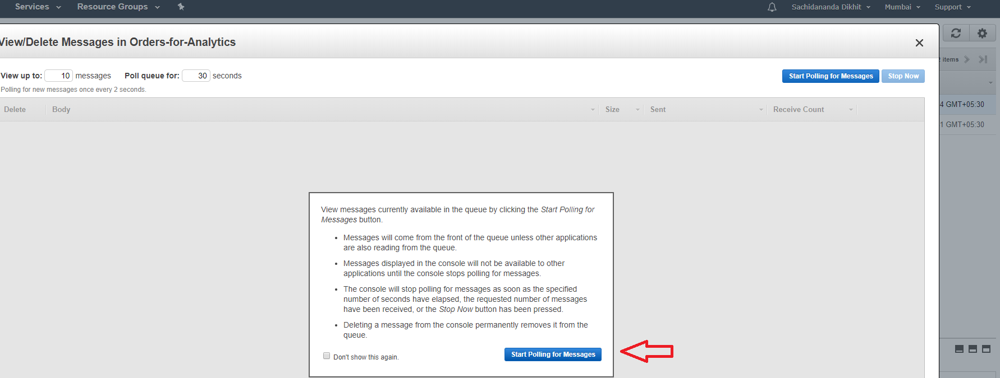 Services Resource Groups Sachidananda Dikhit Mumbai Support
View/Delete Messages in Orders-for-Analytics
items
View up to: 10 messages Poll queue for: 30 seconds Start Polling for Messages Stop Now
Polling for new messages once every 2 seconds.
Delete Body Size Sent Receive Count
4 GMT+05:30
1 GMT+05:30
View messages currently available in the queue by clicking the Start Polling for
Messages button.
• Messages will come from the front of the queue unless other applications
are also reading from the queue.
• Messages displayed in the console will not be available to other
applications until the console stops polling for messages.
• The console will stop polling for messages as soon as the specified
number of seconds have elapsed, the requested number of messages
have been received, or the Stop Now button has been pressed.
• Deleting a message from the console permanently removes it from the
queue.
Don't show this again. Start Polling for Messages